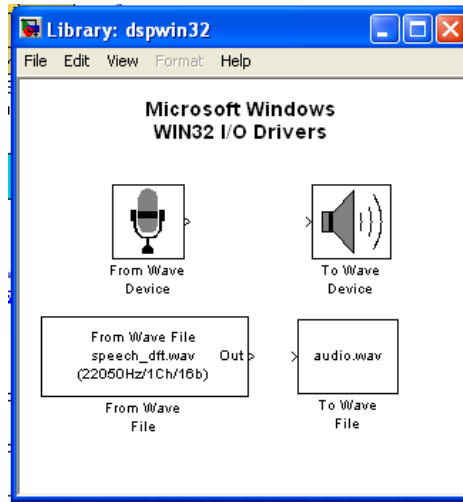 Library: dspwin32
File Edit View Format Help
Microsoft Windows
WIN32 I/O Drivers
From Wave
Device
To Wave
Device
From Wave File
speech_dft.wav Out
(22050Hz/1Ch/16b)
audio.wav
From Wave
File
To Wave
File